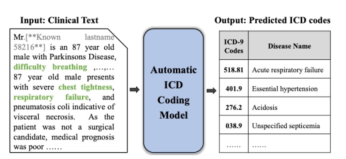 Input: Clinical Text
Mr.[**Known lastname
58216**] is an 87 year old
male with Parkinsons Disease,
difficulty breathing ,…,…
87 year old male presents
with severe chest tightness,
respiratory failure, and
pneumatosis coli indicative of
visceral necrosis. As the
patient was not a surgical
candidate, medical prognosis
was poor ……
Automatic
ICD
Coding
Model
Output: Predicted ICD codes
ICD-9 Codes Disease Name
518.81 Acute respiratory failure
401.9 Essential hypertension
276.2 Acidosis
038.9 Unspecified septicemia
…… ……